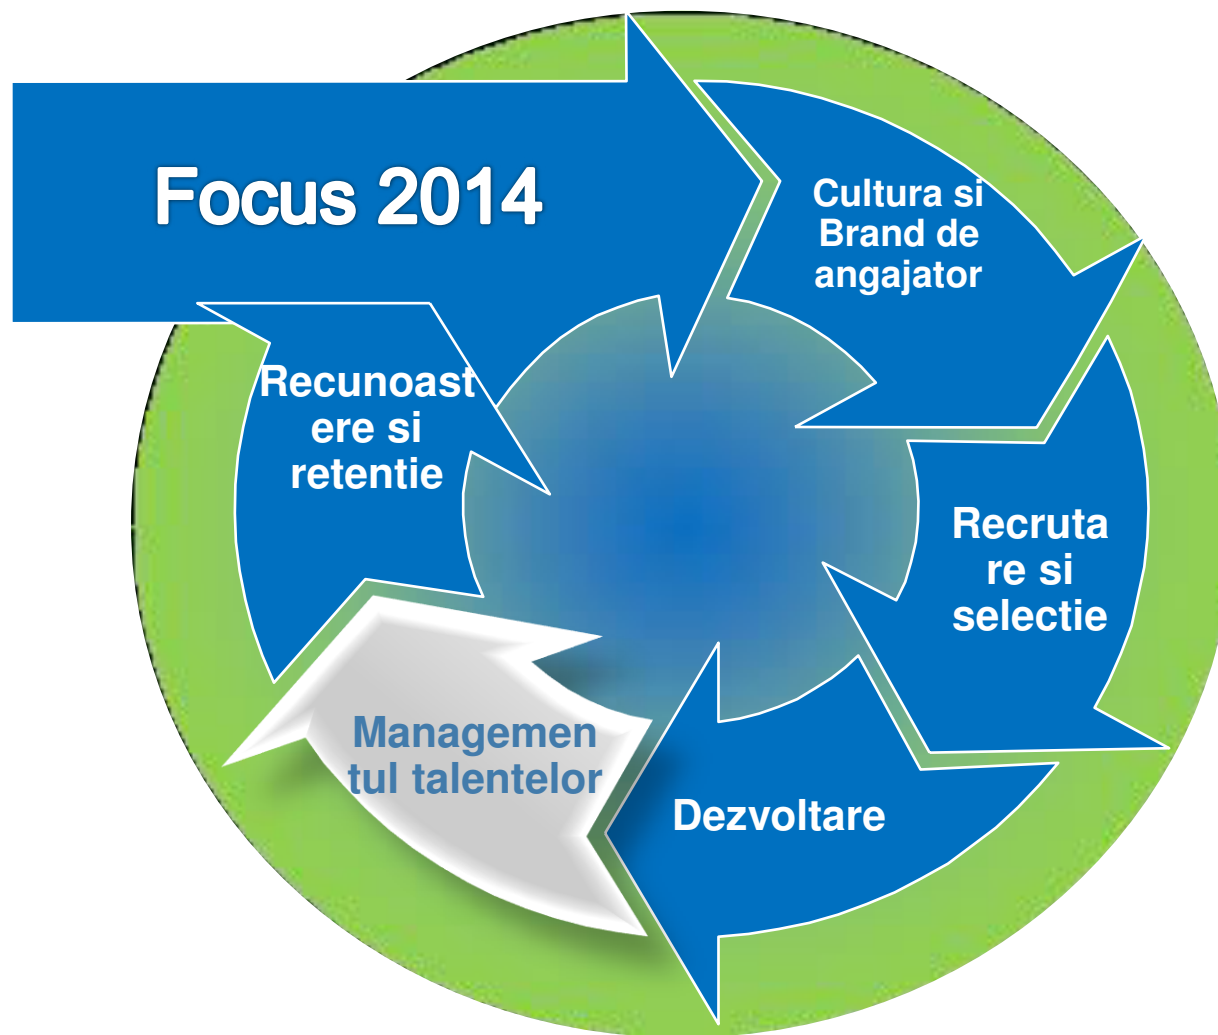 Focus 2014
Cultura si
Brand de
angajator
Recruta
re si
selectie
Dezvoltare
Managemen
tul talentelor
Recunoast
ere si
retentie